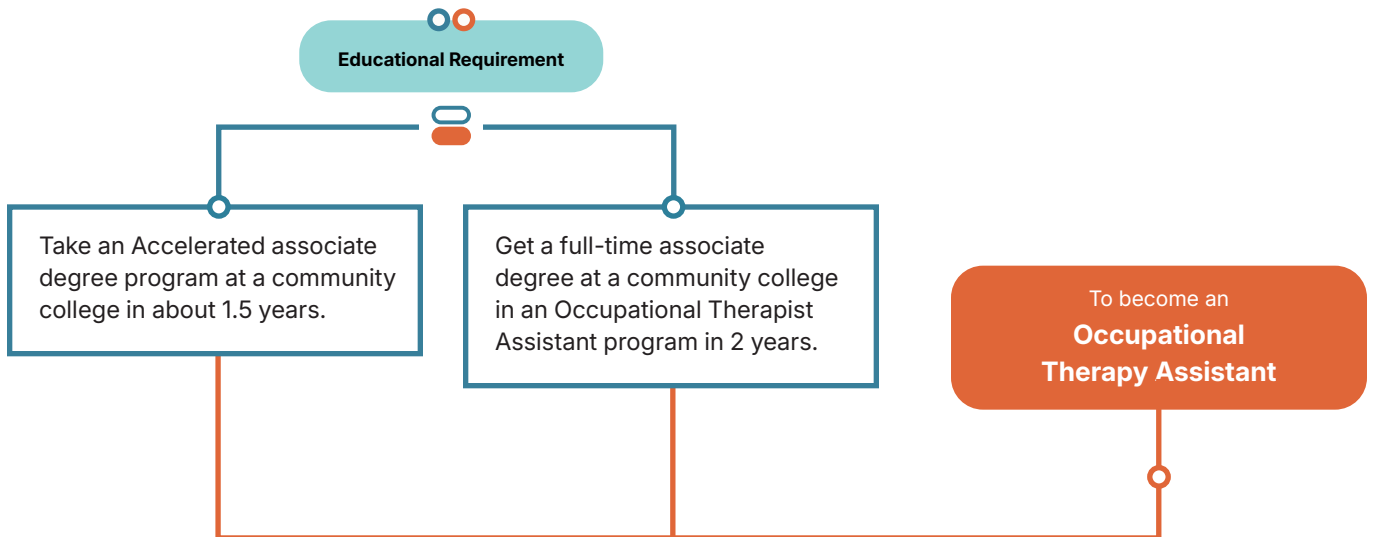 Educational Requirement
Take an Accelerated associate
degree program at a community
college in about 1.5 years.
Get a full-time associate
degree at a community college
in an Occupational Therapist
Assistant program in 2 years.
To become an
Occupational
Therapy Assistant